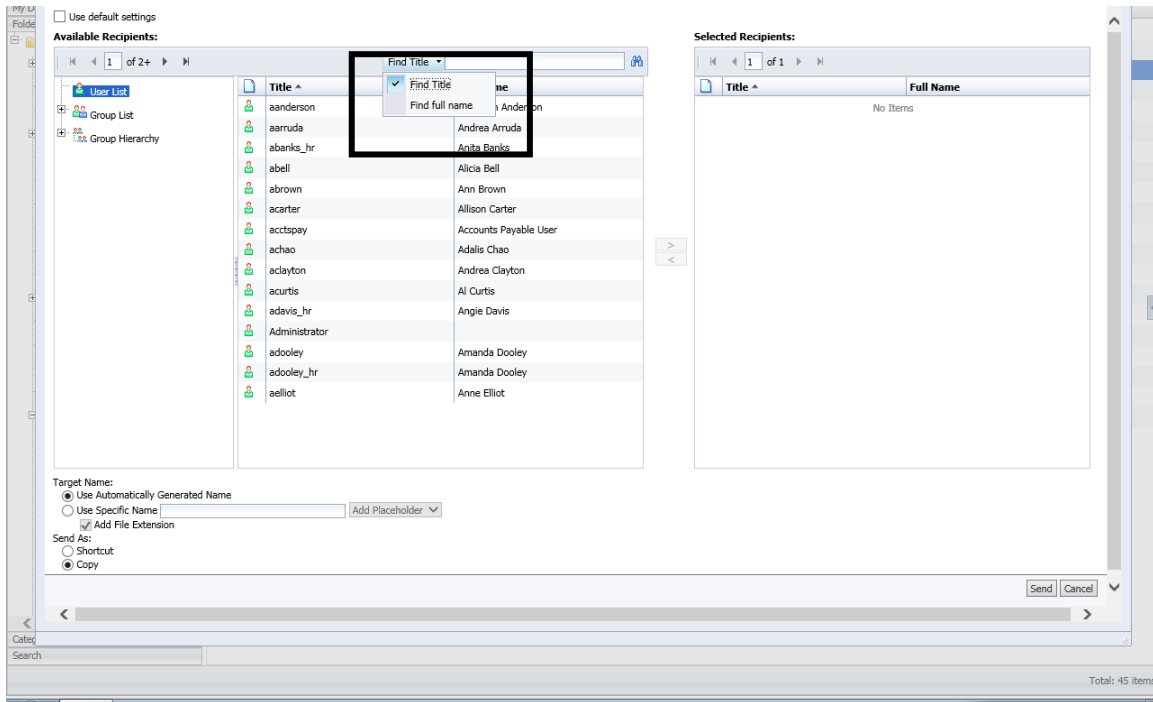 My D
Use default settings
Folde
Available Recipients:
Selected Recipients:
1 of 2+
Find Title
1 of 1
Find Title
Find full name
User List
Group List
Group Hierarchy
Title
me
Title
Full Name
aanderson
Anderson
No Items
aarruda
Andrea Arruda
abanks_hr
Anita Banks
abell
Alicia Bell
abrown
Ann Brown
acarter
Allison Carter
acctspay
Accounts Payable User
achao
Adalis Chao
aclayton
Andrea Clayton
acurtis
Al Curtis
adavis_hr
Angie Davis
Administrator
adooley
Amanda Dooley
adooley_hr
Amanda Dooley
aelliot
Anne Elliot
>
<
Target Name:
Use Automatically Generated Name
Use Specific Name
Add Placeholder
Add File Extension
Send As:
Shortcut
Copy
Send
Cancel
Categ
Search
Total: 45 items